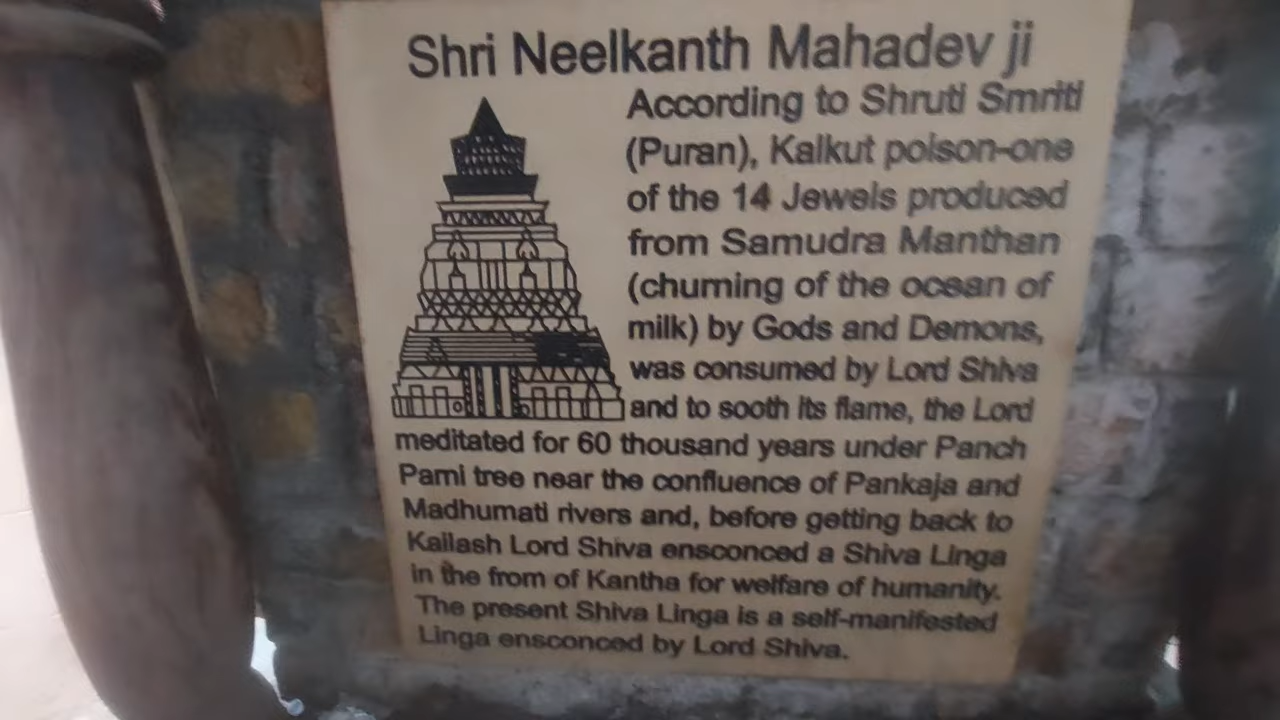 Shri Neelkanth Mahadev ji
According to Shruti Smriti
(Puran), Kalkut poison-one
of the 14 Jewels produced
from Samudra Manthan
(churning of the ocean of
milk) by Gods and Demons,
was consumed by Lord Shiva
and to sooth its flame, the Lord
meditated for 60 thousand years under Panch
Parni tree near the confluence of Pankaja and
Madhumati rivers and, before getting back to
Kailash Lord Shiva ensconced a Shiva Linga
in the from of Kantha for welfare of humanity.
The present Shiva Linga is a self-manifested
Linga ensconced by Lord Shiva.